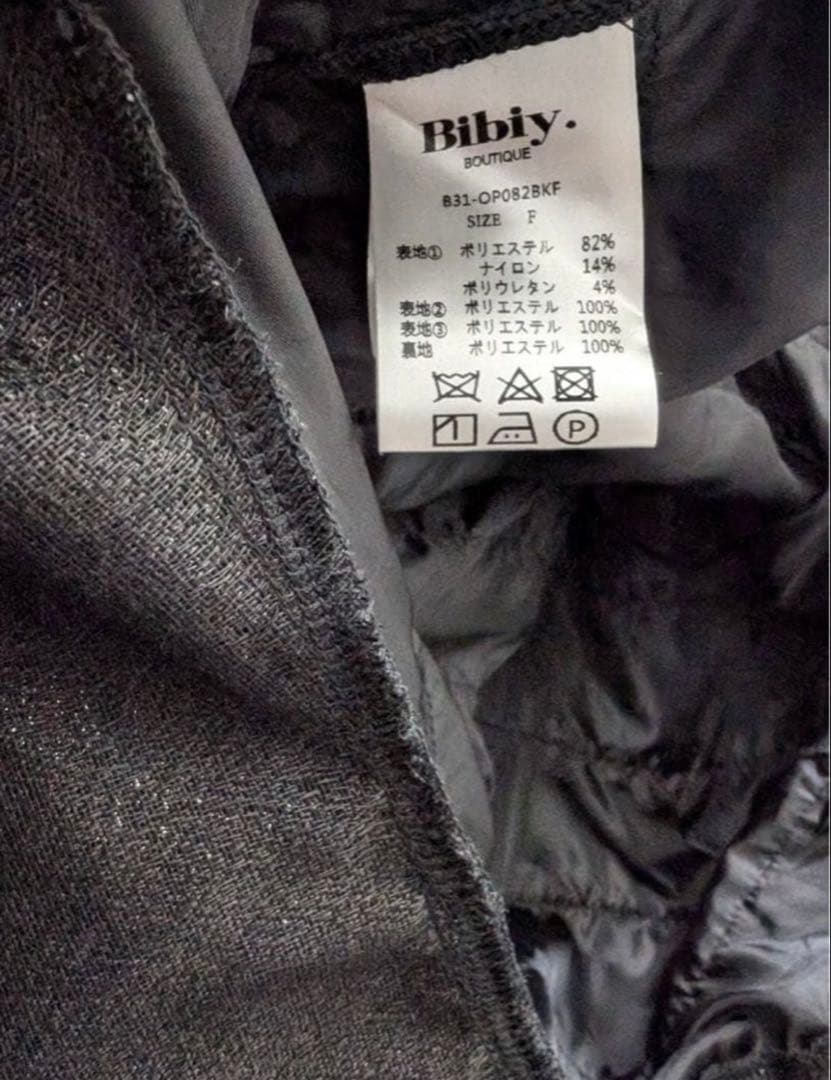 Bibiy.
BOUTIQUE
B31-OP082BKF
SIZE F
表地① ポリエステル 82%
ナイロン 14%
ポリウレタン 4%
表地② ポリエステル 100%
表地③ ポリエステル 100%
裏地 ポリエステル 100%
P